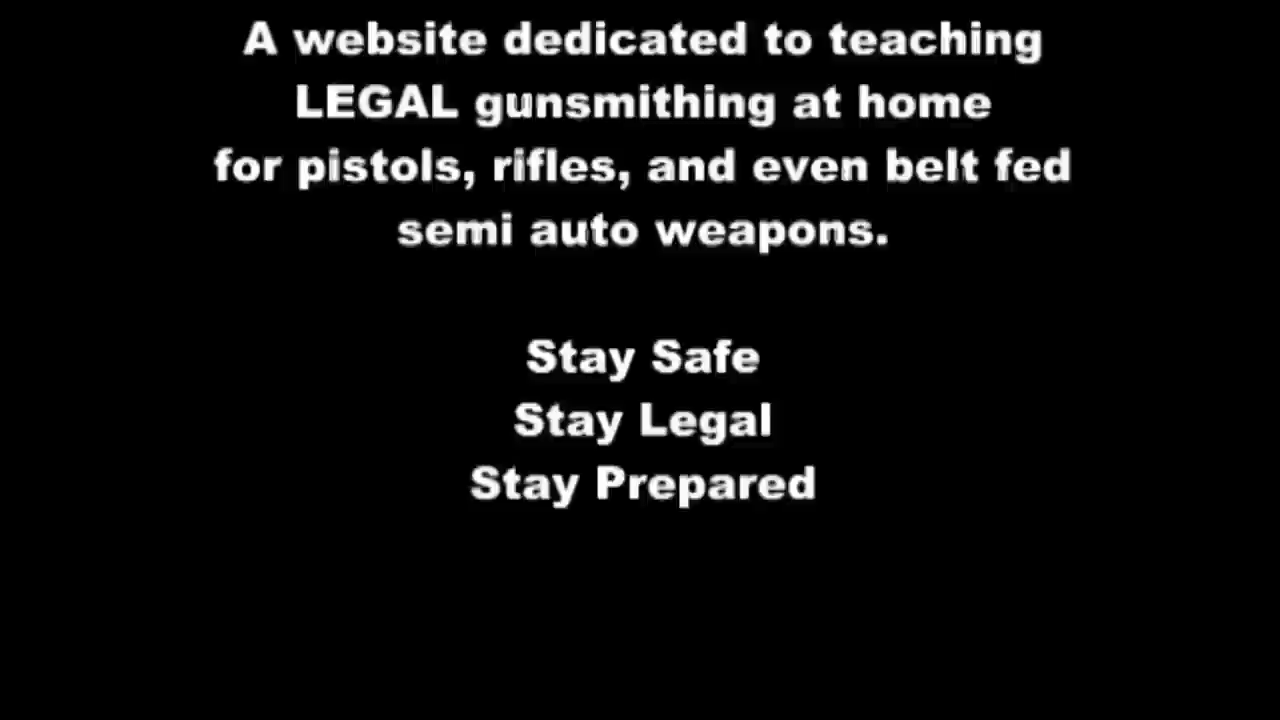 A website dedicated to teaching
LEGAL gunsmithing at home
for pistols, rifles, and even belt fed
semi auto weapons.
Stay Safe
Stay Legal
Stay Prepared